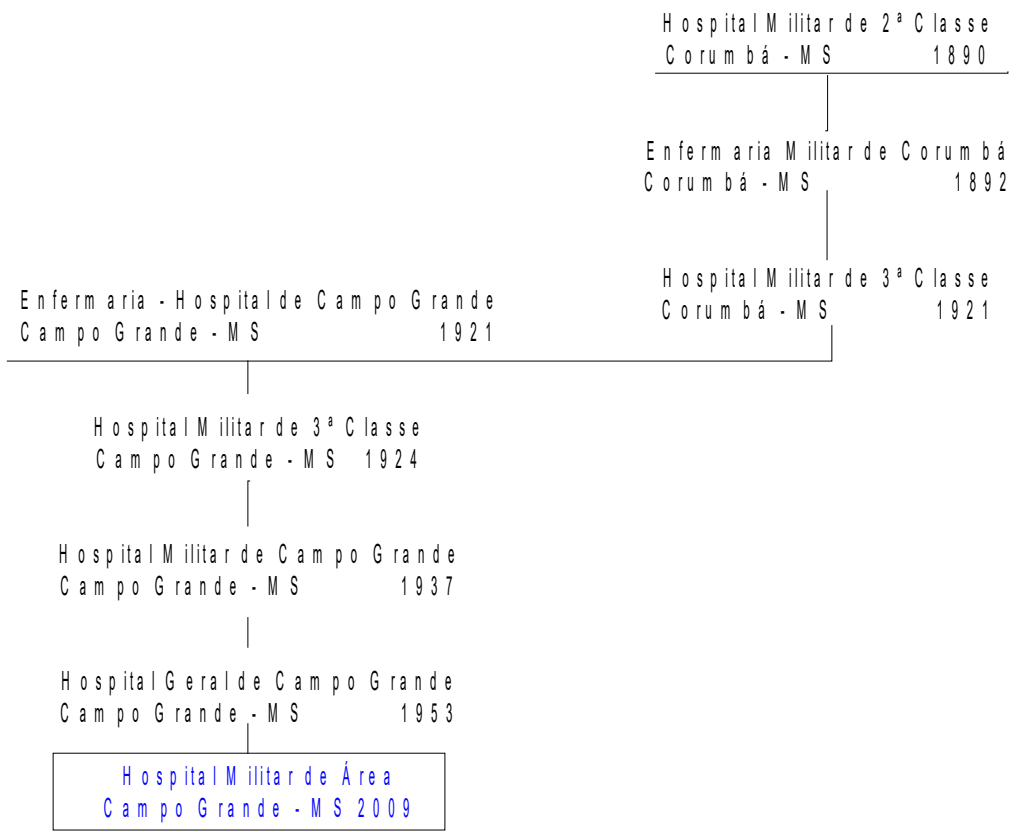 Hospital Militar de 2ª Classe
Corumbá - MS 1890
Enfermaria Militar de Corumbá
Corumbá - MS 1892
Hospital Militar de 3ª Classe
Corumbá - MS 1921
Enfermaria - Hospital de Campo Grande
Campo Grande - MS 1921
Hospital Militar de 3ª Classe
Campo Grande - MS 1924
Hospital Militar de Campo Grande
Campo Grande - MS 1937
Hospital Geral de Campo Grande
Campo Grande - MS 1953
Hospital Militar de Área
Campo Grande - MS 2009